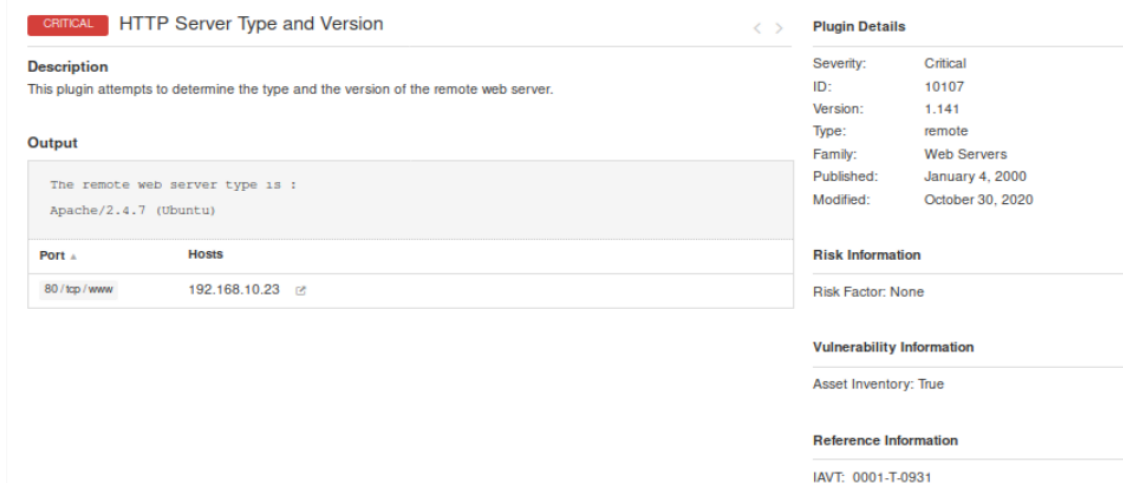 CRITICAL HTTP Server Type and Version
Description
This plugin attempts to determine the type and the version of the remote web server.
Output
The remote web server type is :
Apache/2.4.7 (Ubuntu)
Port Hosts
80 / tcp / www 192.168.10.23
Plugin Details
Severity: Critical
ID: 10107
Version: 1.141
Type: remote
Family: Web Servers
Published: January 4, 2000
Modified: October 30, 2020
Risk Information
Risk Factor: None
Vulnerability Information
Asset Inventory: True
Reference Information
IAVT: 0001-T-0931